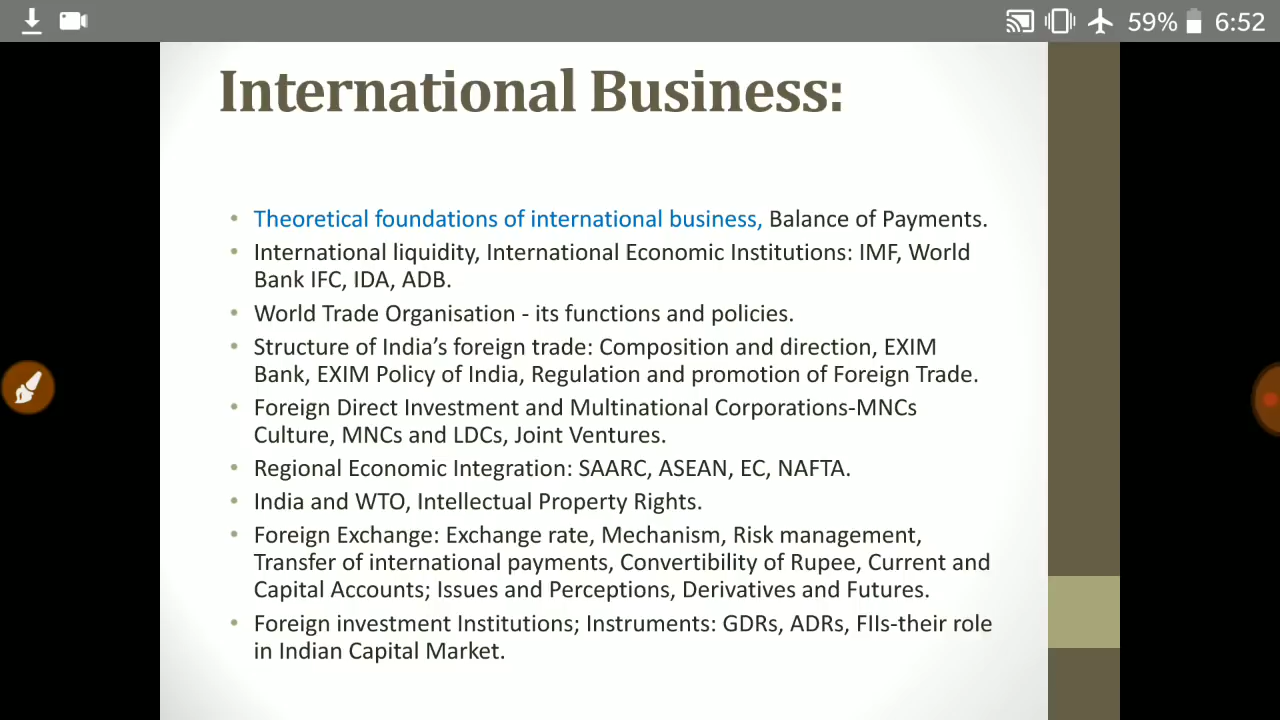 59% 6:52
International Business:
• Theoretical foundations of international business, Balance of Payments.
• International liquidity, International Economic Institutions: IMF, World
Bank IFC, IDA, ADB.
• World Trade Organisation - its functions and policies.
• Structure of India’s foreign trade: Composition and direction, EXIM
Bank, EXIM Policy of India, Regulation and promotion of Foreign Trade.
• Foreign Direct Investment and Multinational Corporations-MNCs
Culture, MNCs and LDCs, Joint Ventures.
• Regional Economic Integration: SAARC, ASEAN, EC, NAFTA.
• India and WTO, Intellectual Property Rights.
• Foreign Exchange: Exchange rate, Mechanism, Risk management,
Transfer of international payments, Convertibility of Rupee, Current and
Capital Accounts; Issues and Perceptions, Derivatives and Futures.
• Foreign investment Institutions; Instruments: GDRs, ADRs, FIIs-their role
in Indian Capital Market.